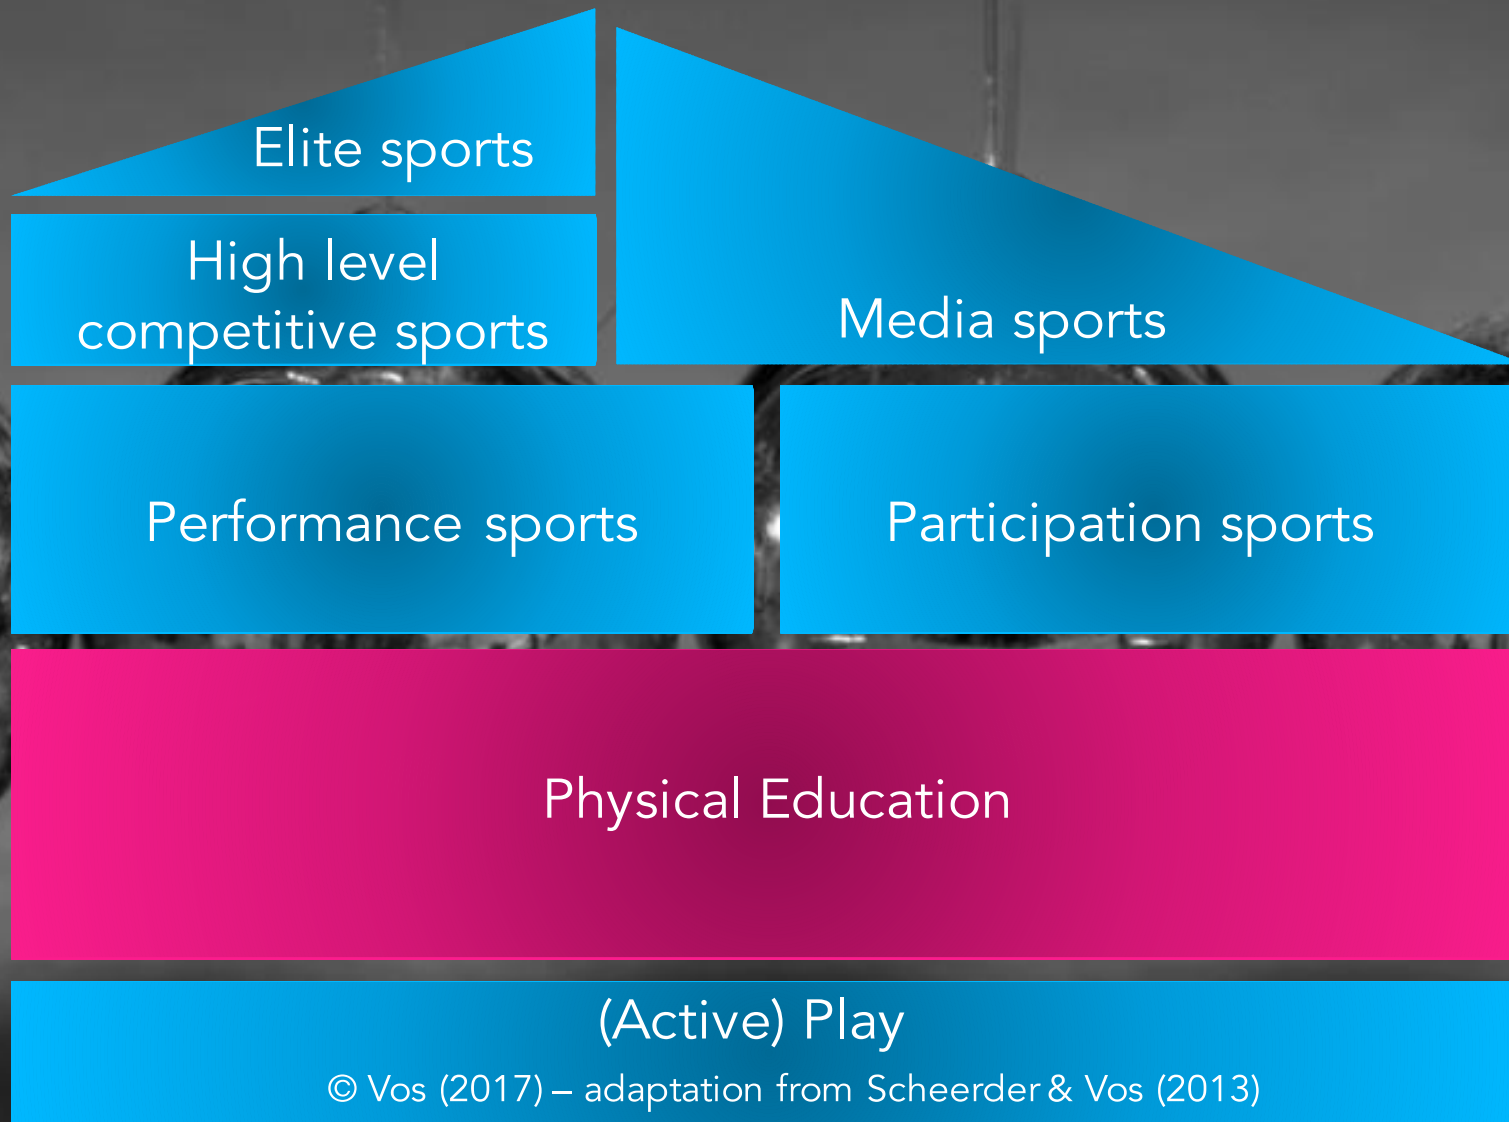 Elite sports
High level
competitive sports
Media sports
Performance sports
Participation sports
Physical Education
(Active) Play
© Vos (2017) – adaptation from Scheerder & Vos (2013)